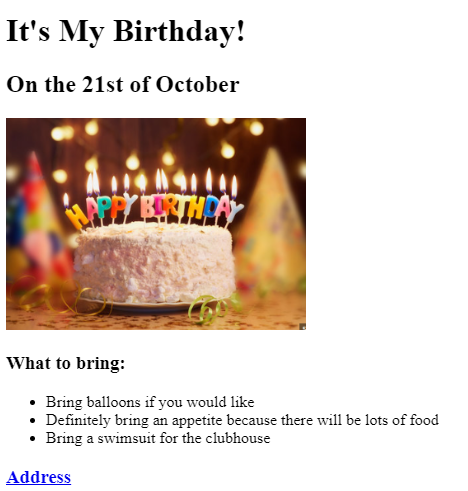 It's My Birthday!
On the 21st of October
HAPPY BIRTHDAY
What to bring:
Bring balloons if you would like
Definitely bring an appetite because there will be lots of food
Bring a swimsuit for the clubhouse
Address